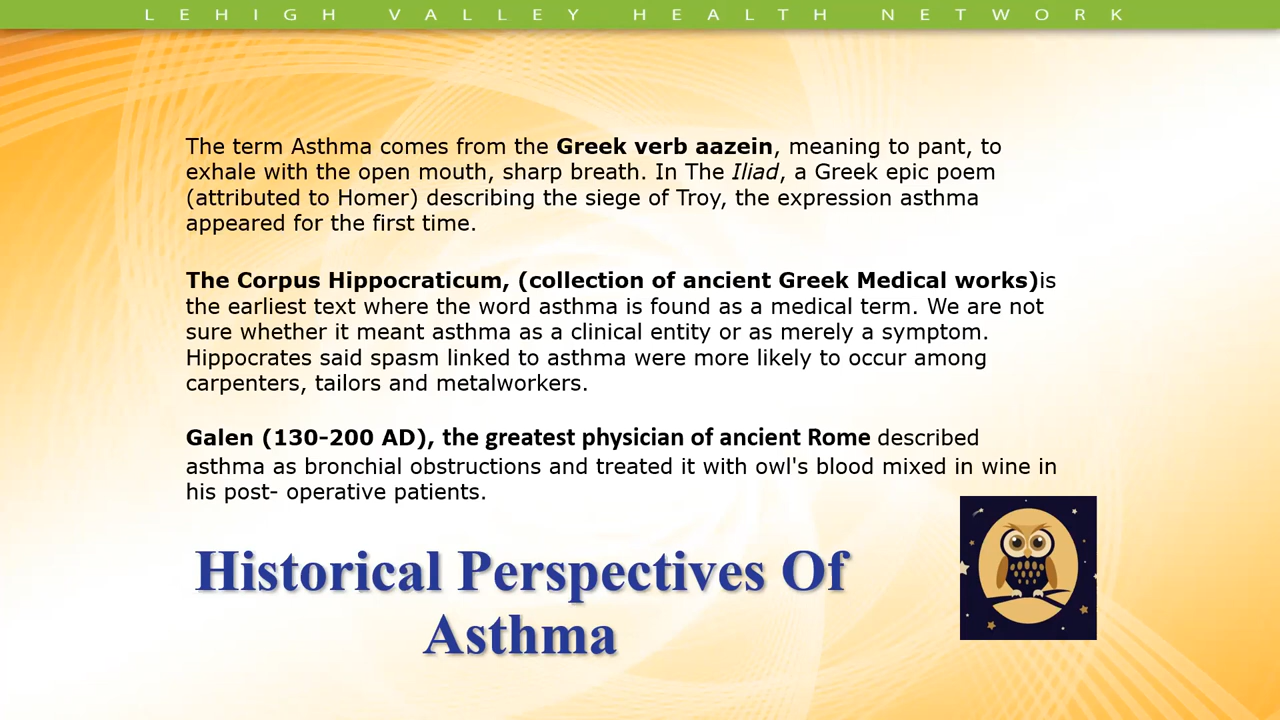 LEHIGH VALLEY HEALTH NETWORK
The term Asthma comes from the Greek verb aazein, meaning to pant, to
exhale with the open mouth, sharp breath. In The Iliad, a Greek epic poem
(attributed to Homer) describing the siege of Troy, the expression asthma
appeared for the first time.
The Corpus Hippocraticum, (collection of ancient Greek Medical works)is
the earliest text where the word asthma is found as a medical term. We are not
sure whether it meant asthma as a clinical entity or as merely a symptom.
Hippocrates said spasm linked to asthma were more likely to occur among
carpenters, tailors and metalworkers.
Galen (130-200 AD), the greatest physician of ancient Rome described
asthma as bronchial obstructions and treated it with owl's blood mixed in wine in
his post- operative patients.
Historical Perspectives Of
Asthma